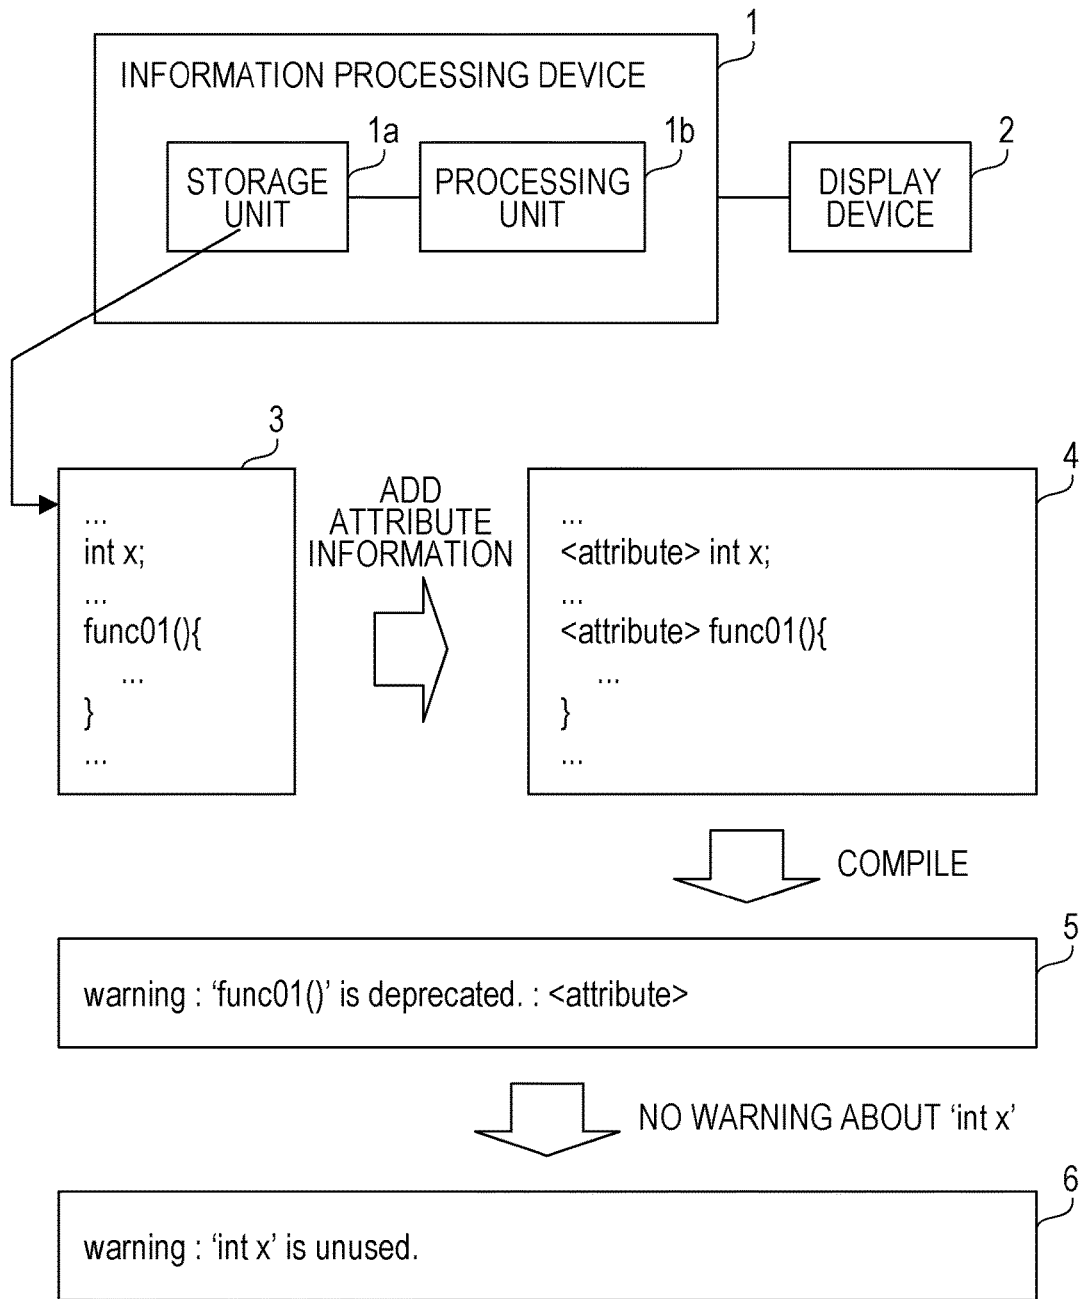 1
INFORMATION PROCESSING DEVICE
1a
1b
2
STORAGE
UNIT
PROCESSING
UNIT
DISPLAY
DEVICE
3
4
...
int x;
...
func01(){
...
}
...
ADD
ATTRIBUTE
INFORMATION
...
<attribute> int x;
...
<attribute> func01(){
...
}
...
COMPILE
5
warning : ‘func01()’ is deprecated. : <attribute>
NO WARNING ABOUT ‘int x’
6
warning : ‘int x’ is unused.